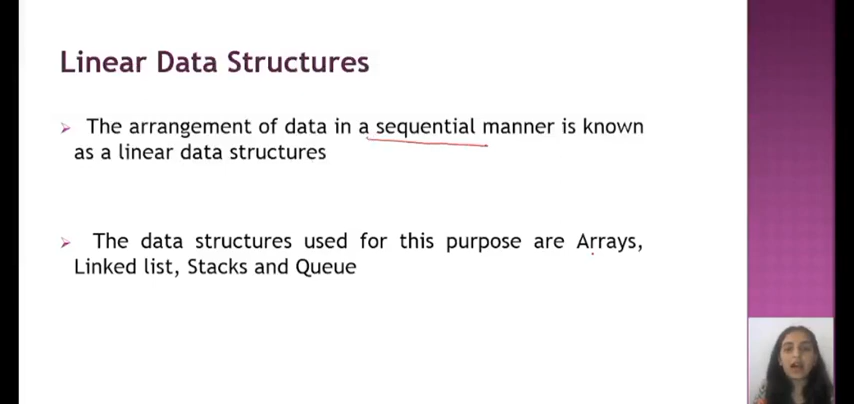 Linear Data Structures
The arrangement of data in a sequential manner is known
as a linear data structures
The data structures used for this purpose are Arrays,
Linked list, Stacks and Queue